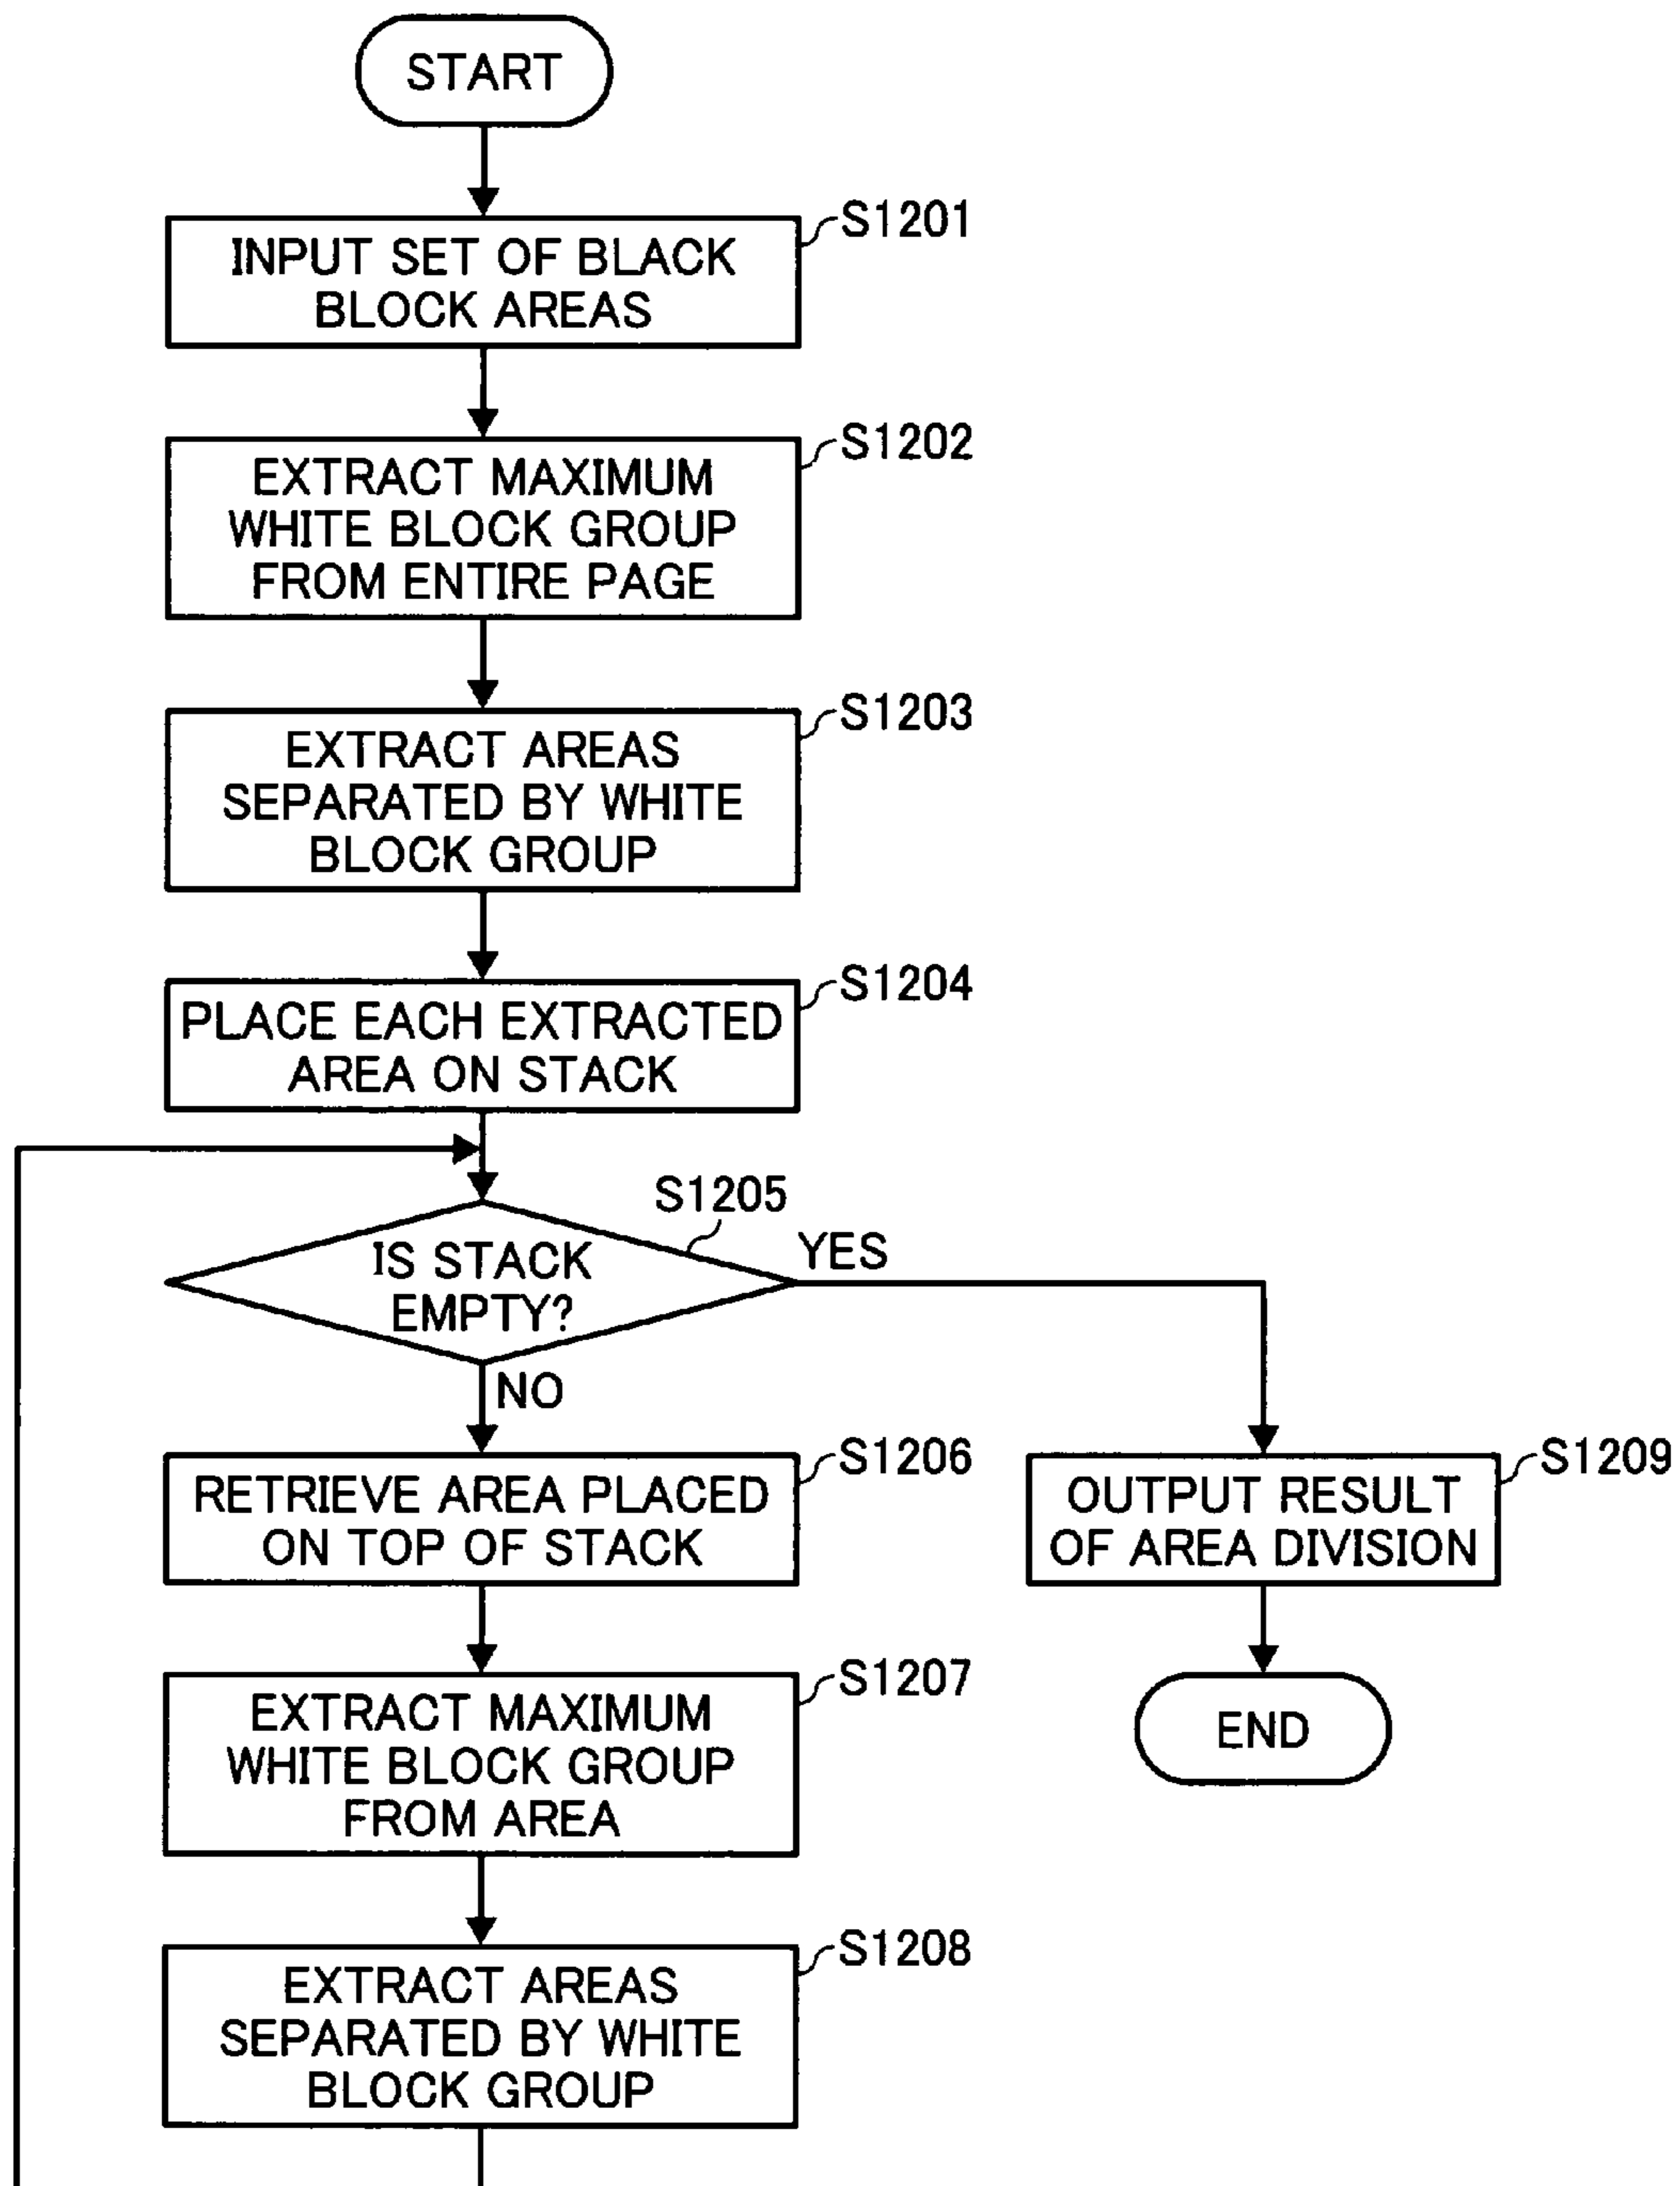 START
S1201
INPUT SET OF BLACK
BLOCK AREAS
S1202
EXTRACT MAXIMUM
WHITE BLOCK GROUP
FROM ENTIRE PAGE
S1203
EXTRACT AREAS
SEPARATED BY WHITE
BLOCK GROUP
S1204
PLACE EACH EXTRACTED
AREA ON STACK
S1205
IS STACK
EMPTY?
YES
NO
S1206
RETRIEVE AREA PLACED
ON TOP OF STACK
S1209
OUTPUT RESULT
OF AREA DIVISION
S1207
EXTRACT MAXIMUM
WHITE BLOCK GROUP
FROM AREA
END
S1208
EXTRACT AREAS
SEPARATED BY WHITE
BLOCK GROUP